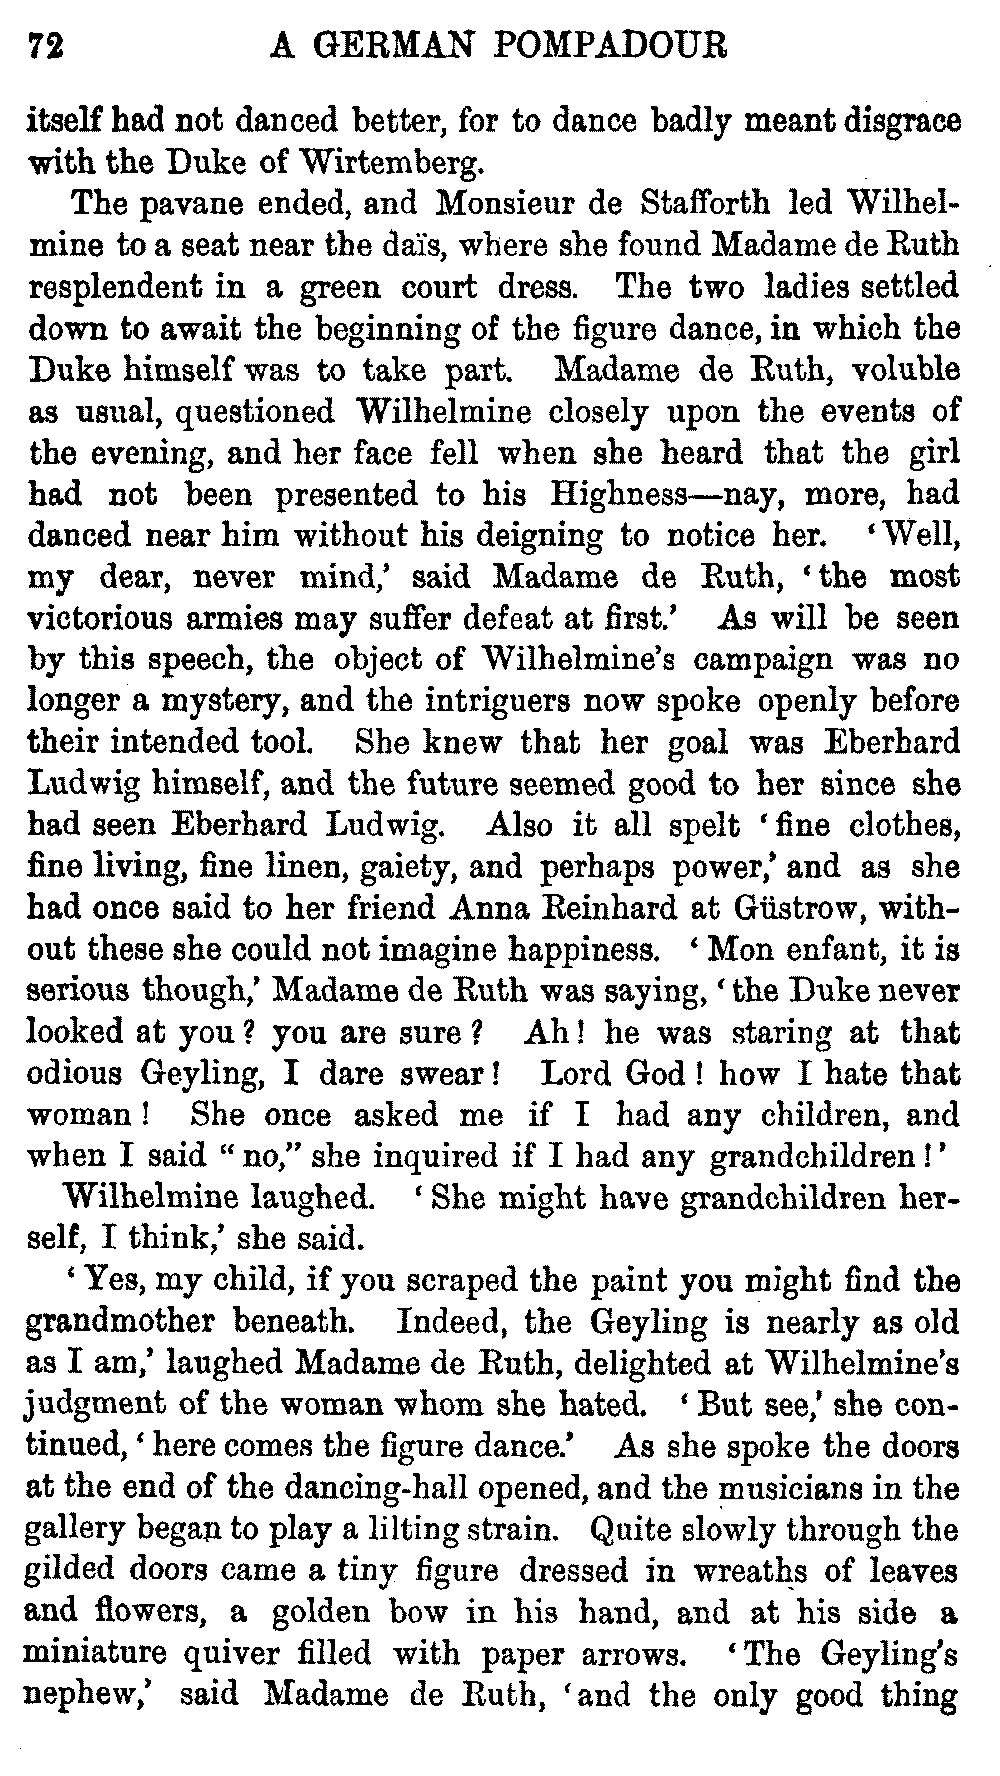 72 A GERMAN POMPADOUR
itself had not danced better, for to dance badly meant disgrace
with the Duke of Wirtemberg.
The pavane ended, and Monsieur de Stafforth led Wilhel-
mine to a seat near the daïs, where she found Madame de Ruth
resplendent in a green court dress. The two ladies settled
down to await the beginning of the figure dance, in which the
Duke himself was to take part. Madame de Ruth, voluble
as usual, questioned Wilhelmine closely upon the events of
the evening, and her face fell when she heard that the girl
had not been presented to his Highness—nay, more, had
danced near him without his deigning to notice her. ‘Well,
my dear, never mind,’ said Madame de Ruth, ‘the most
victorious armies may suffer defeat at first.’ As will be seen
by this speech, the object of Wilhelmine’s campaign was no
longer a mystery, and the intriguers now spoke openly before
their intended tool. She knew that her goal was Eberhard
Ludwig himself, and the future seemed good to her since she
had seen Eberhard Ludwig. Also it all spelt ‘fine clothes,
fine living, fine linen, gaiety, and perhaps power,’ and as she
had once said to her friend Anna Reinhard at Güstrow, with-
out these she could not imagine happiness. ‘Mon enfant, it is
serious though,’ Madame de Ruth was saying, ‘the Duke never
looked at you? you are sure? Ah! he was staring at that
odious Geyling, I dare swear! Lord God! how I hate that
woman! She once asked me if I had any children, and
when I said “no,” she inquired if I had any grandchildren!’
Wilhelmine laughed. ‘She might have grandchildren her-
self, I think,’ she said.
‘Yes, my child, if you scraped the paint you might find the
grandmother beneath. Indeed, the Geyling is nearly as old
as I am,’ laughed Madame de Ruth, delighted at Wilhelmine’s
judgment of the woman whom she hated. ‘But see,’ she con-
tinued, ‘here comes the figure dance.’ As she spoke the doors
at the end of the dancing-hall opened, and the musicians in the
gallery began to play a lilting strain. Quite slowly through the
gilded doors came a tiny figure dressed in wreaths of leaves
and flowers, a golden bow in his hand, and at his side a
miniature quiver filled with paper arrows. ‘The Geyling’s
nephew,’ said Madame de Ruth, ‘and the only good thing